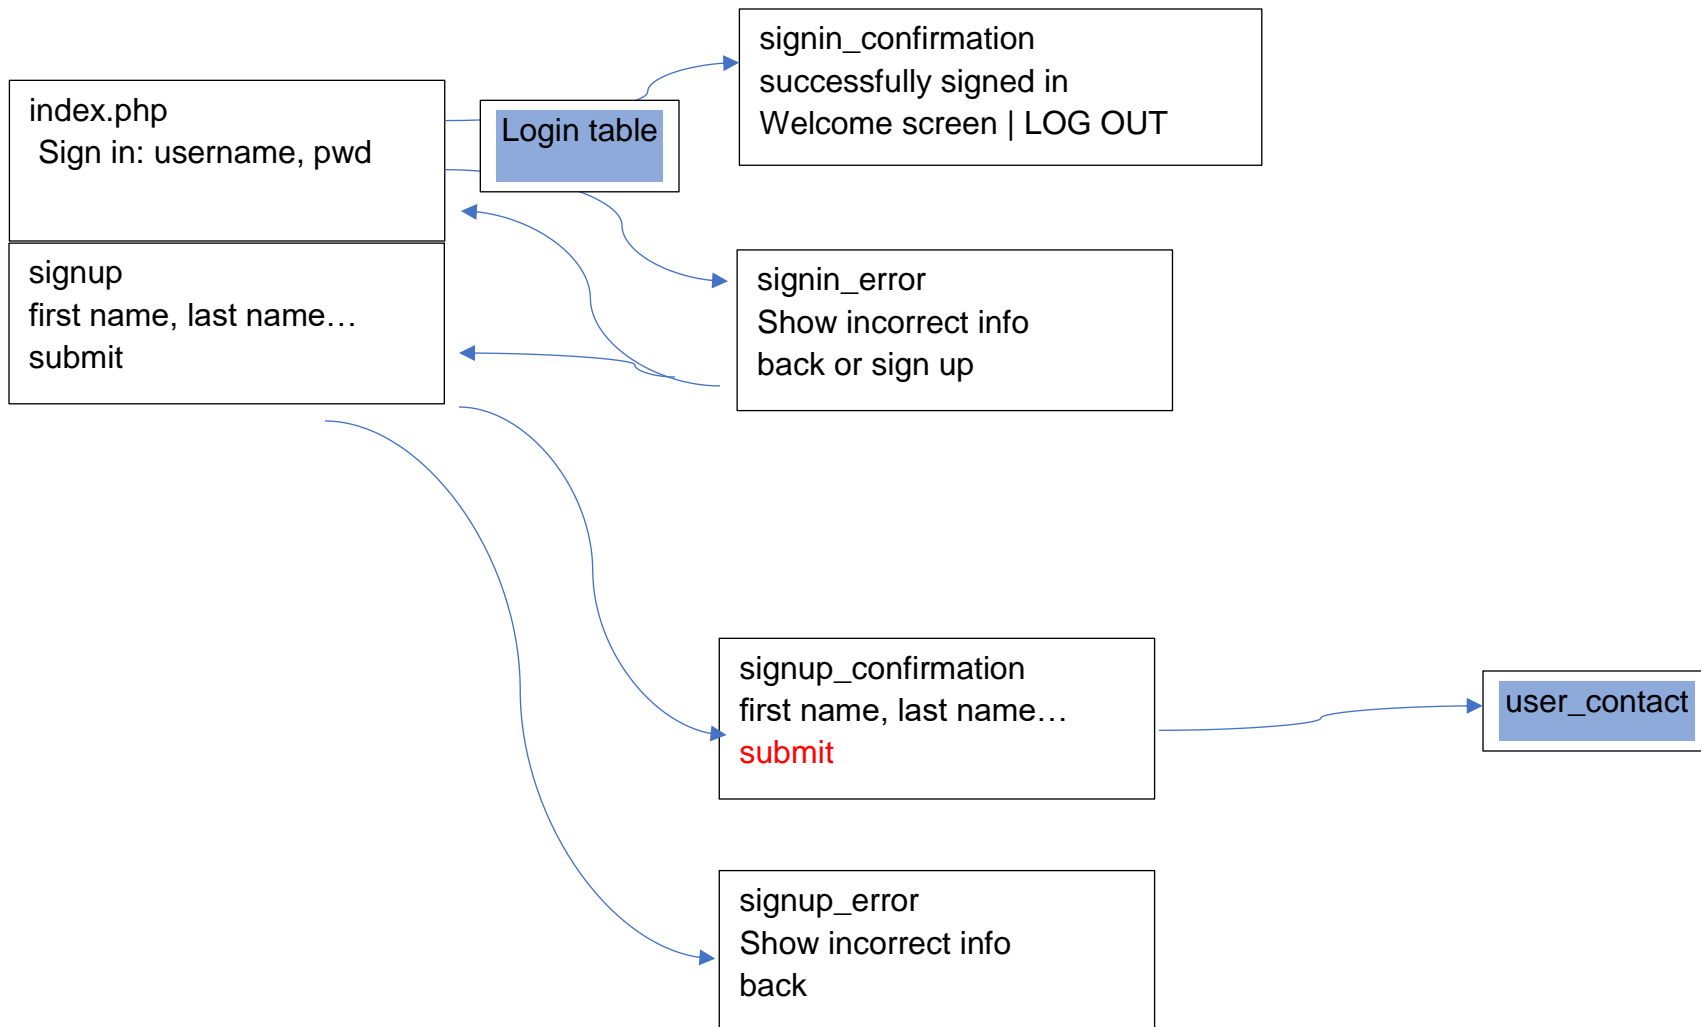 index.php
Sign in: username, pwd
signup
first name, last name…
submit
Login table
signin_confirmation
successfully signed in
Welcome screen | LOG OUT
signin_error
Show incorrect info
back or sign up
signup_confirmation
first name, last name…
submit
user_contact
signup_error
Show incorrect info
back